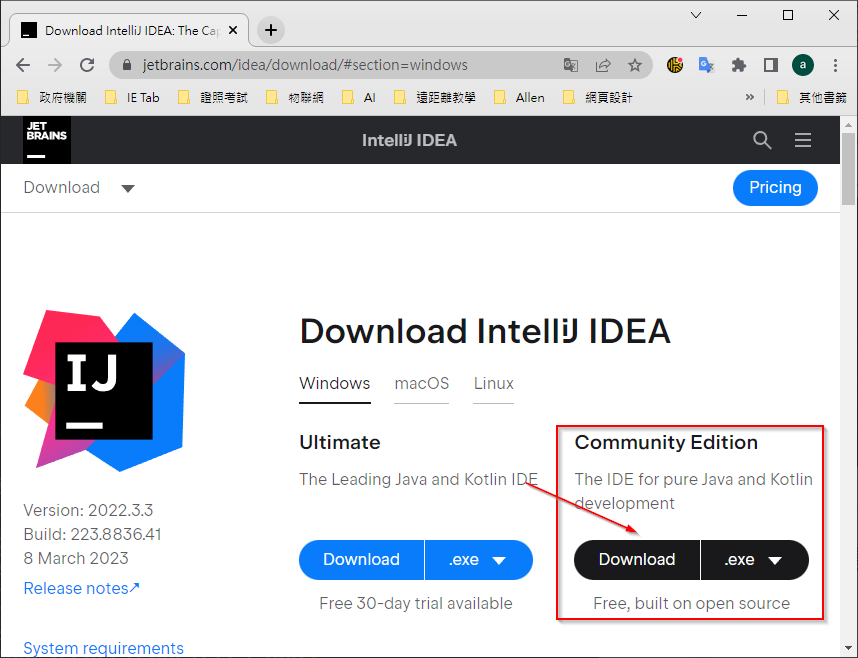 Download IntelliJ IDEA: The Cap
jetbrains.com/idea/download/#section=windows
a
政府機關
IE Tab
證照考試
物聯網
AI
遠距離教學
Allen
網頁設計
»
其他書籤
JET
BRAINS
IntelliJ IDEA
Download
Pricing
IJ
Download IntelliJ IDEA
Windows
macOS
Linux
Ultimate
The Leading Java and Kotlin IDE
Download
.exe
Free 30-day trial available
Community Edition
The IDE for pure Java and Kotlin
development
Download
.exe
Free, built on open source
Version: 2022.3.3
Build: 223.8836.41
8 March 2023
Release notes↗
System requirements